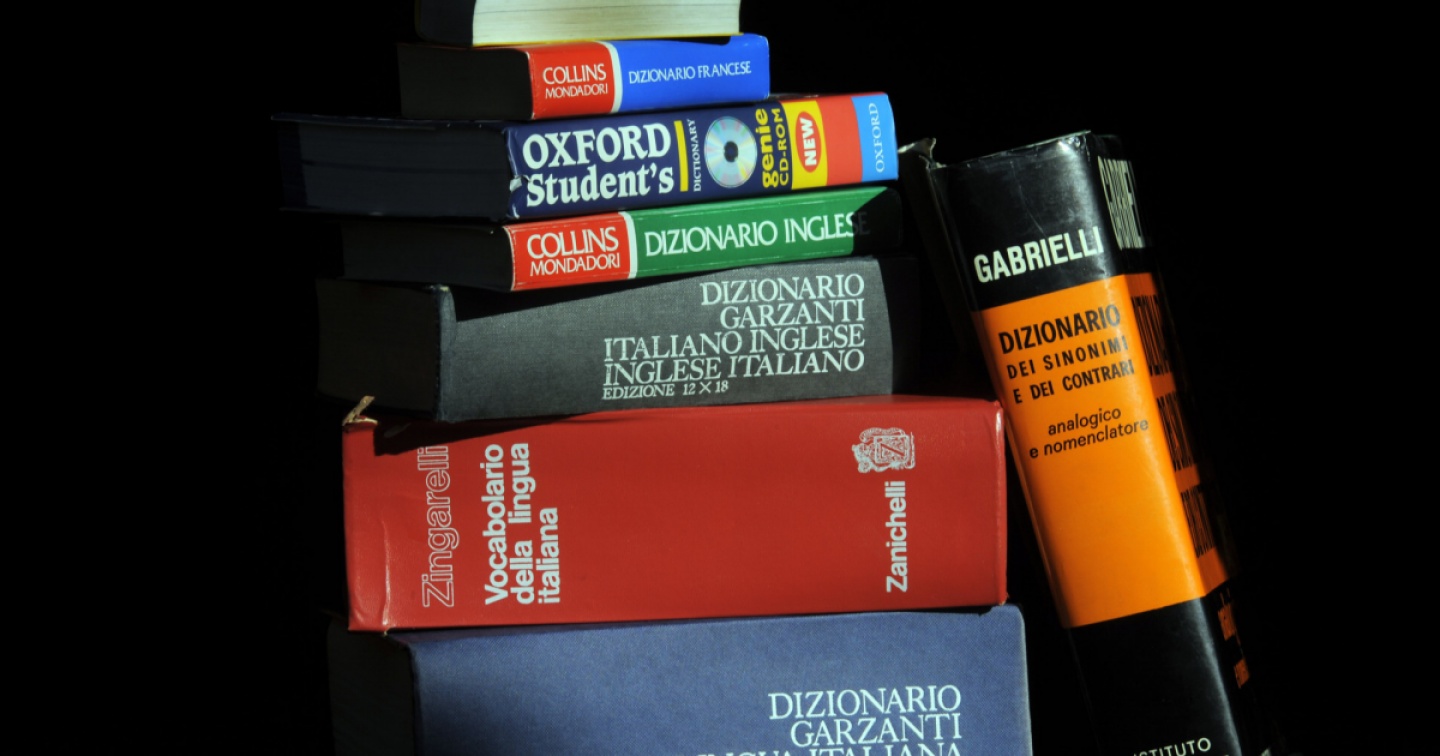 COLLINS
MONDADORI
DIZIONARIO FRANCESE
OXFORD
Student's
DICTIONARY
genie
CD-ROM
NEW
OXFORD
COLLINS
MONDADORI
DIZIONARIO INGLESE
DIZIONARIO
GARZANTI
ITALIANO INGLESE
INGLESE ITALIANO
EDIZIONE 12 X 18
Zingarelli
Vocabolario
della lingua
italiana
Zanichelli
DIZIONARIO
GARZANTI
ITALIANA
GABRIELLI
DIZIONARIO
DEI SINONIMI
E DEI CONTRARI
analogico
e nomenclatore